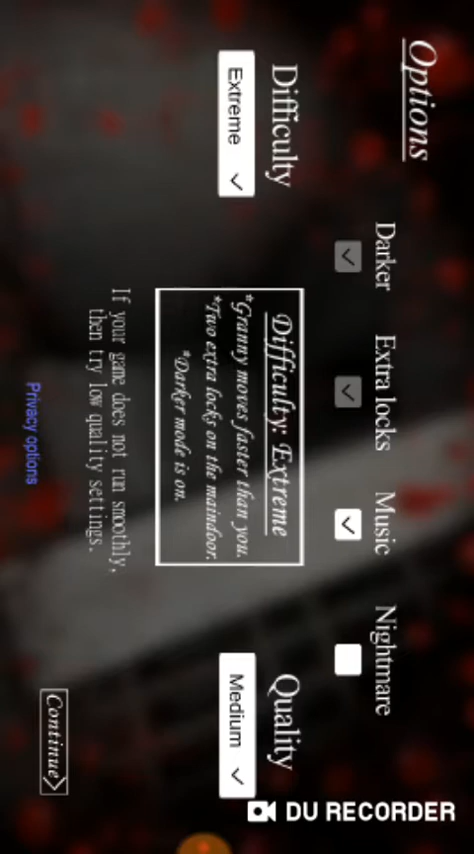 Options
Darker
Extra locks
Music
Nightmare
Difficulty
Extreme
Difficulty: Extreme
*Granny moves faster than you.
*Two extra locks on the maindoor.
*Darker mode is on.
Quality
Medium
If your game does not run smoothly,
then try low quality settings.
Privacy options
Continue
DU RECORDER